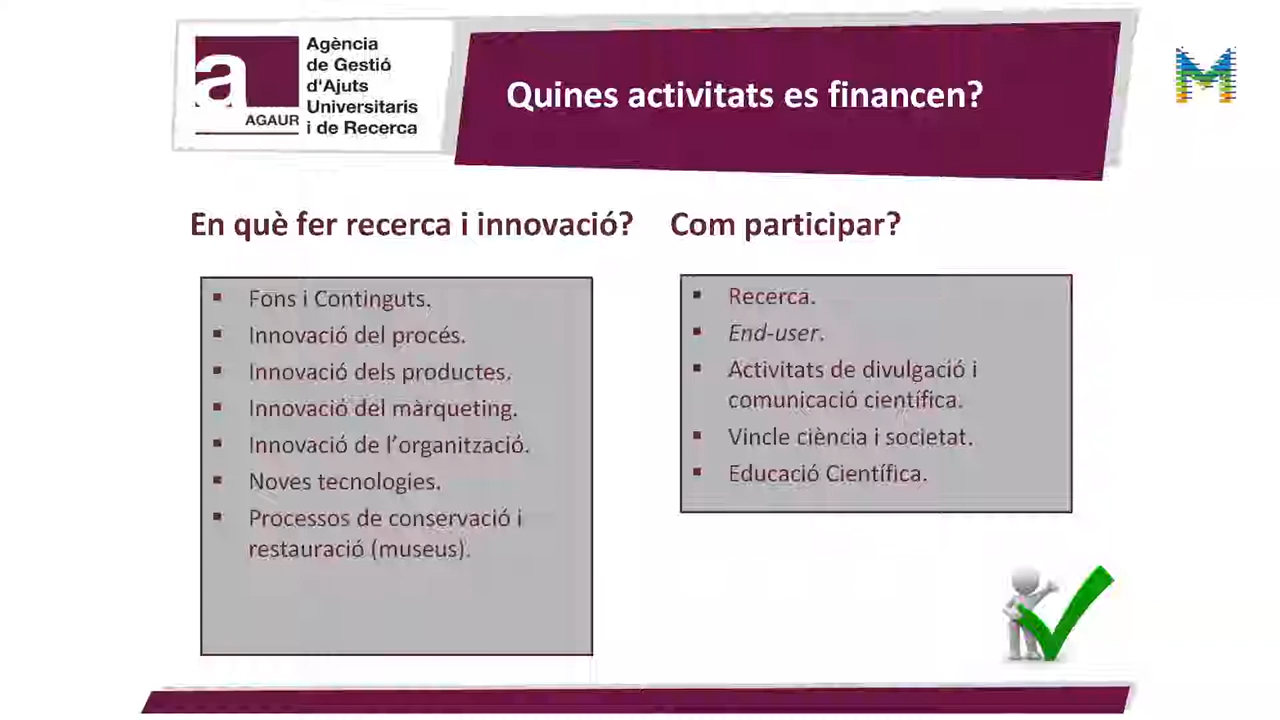 a
AGAUR
Agència
de Gestió
d'Ajuts
Universitaris
i de Recerca
Quines activitats es financen?
M
En què fer recerca i innovació?
Fons i Continguts.
Innovació del procés.
Innovació dels productes.
Innovació del màrqueting.
Innovació de l’organització.
Noves tecnologies.
Processos de conservació i
restauració (museus).
Com participar?
Recerca.
End-user.
Activitats de divulgació i
comunicació científica.
Vincle ciència i societat.
Educació Científica.